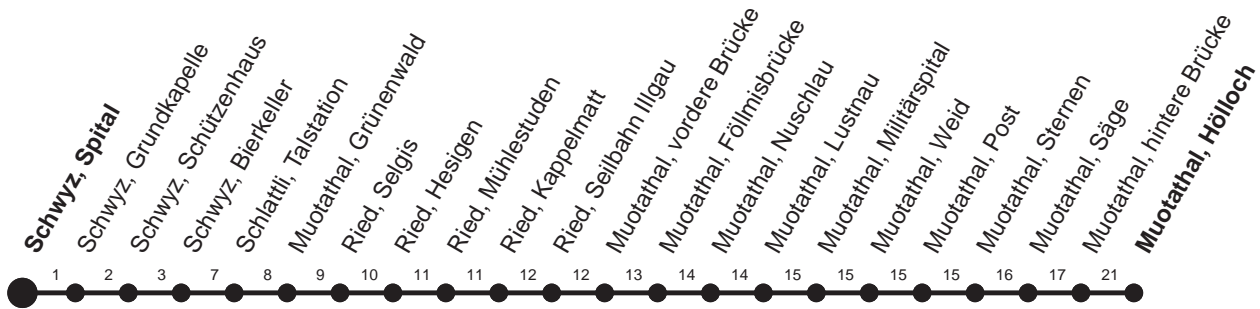 Schwyz, Spital
Schwyz, Grundkapelle
Schwyz, Schützenhaus
Schwyz, Bierkeller
Schlattli, Talstation
Muotathal, Grünenwald
Ried, Selgis
Ried, Hesigen
Ried, Mühlestuden
Ried, Kappelmatt
Ried, Seilbahn Illgau
Muotathal, vordere Brücke
Muotathal, Föllmisbrücke
Muotathal, Nuschlau
Muotathal, Lustnau
Muotathal, Militärspital
Muotathal, Weid
Muotathal, Post
Muotathal, Sternen
Muotathal, Säge
Muotathal, hintere Brücke
Muotathal, Hölloch
1 2 3 7 8 9 10 11 11 12 12 13 14 14 15 15 15 15 16 17 21